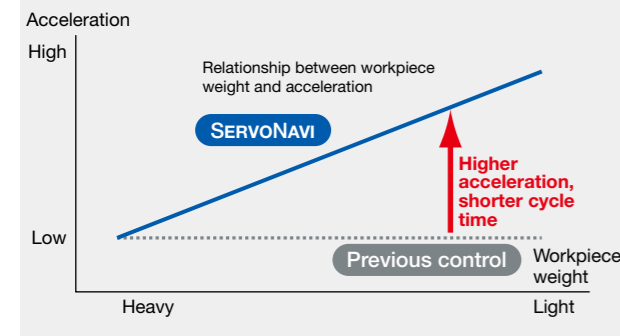 Acceleration
High
Relationship between workpiece
weight and acceleration
SERVONAVI
Higher
acceleration,
shorter cycle
time
Low
Previous control
Workpiece
weight
Heavy
Light